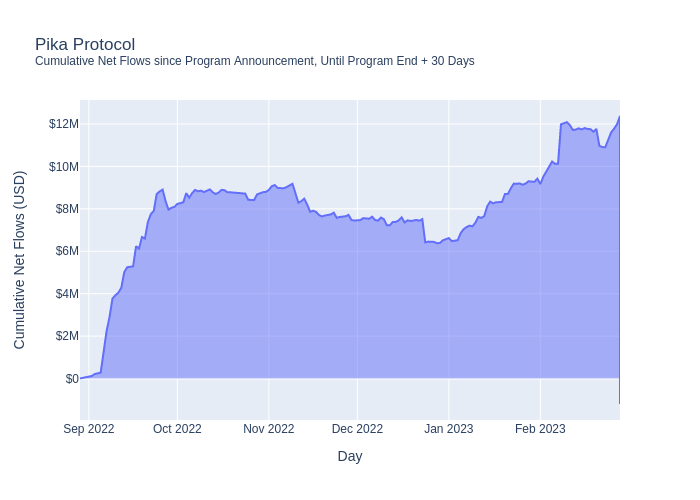 Pika Protocol
Cumulative Net Flows since Program Announcement, Until Program End + 30 Days
Cumulative Net Flows (USD)
$12M
$10M
$8M
$6M
$4M
$2M
$0
Sep 2022 Oct 2022 Nov 2022 Dec 2022 Jan 2023 Feb 2023
Day